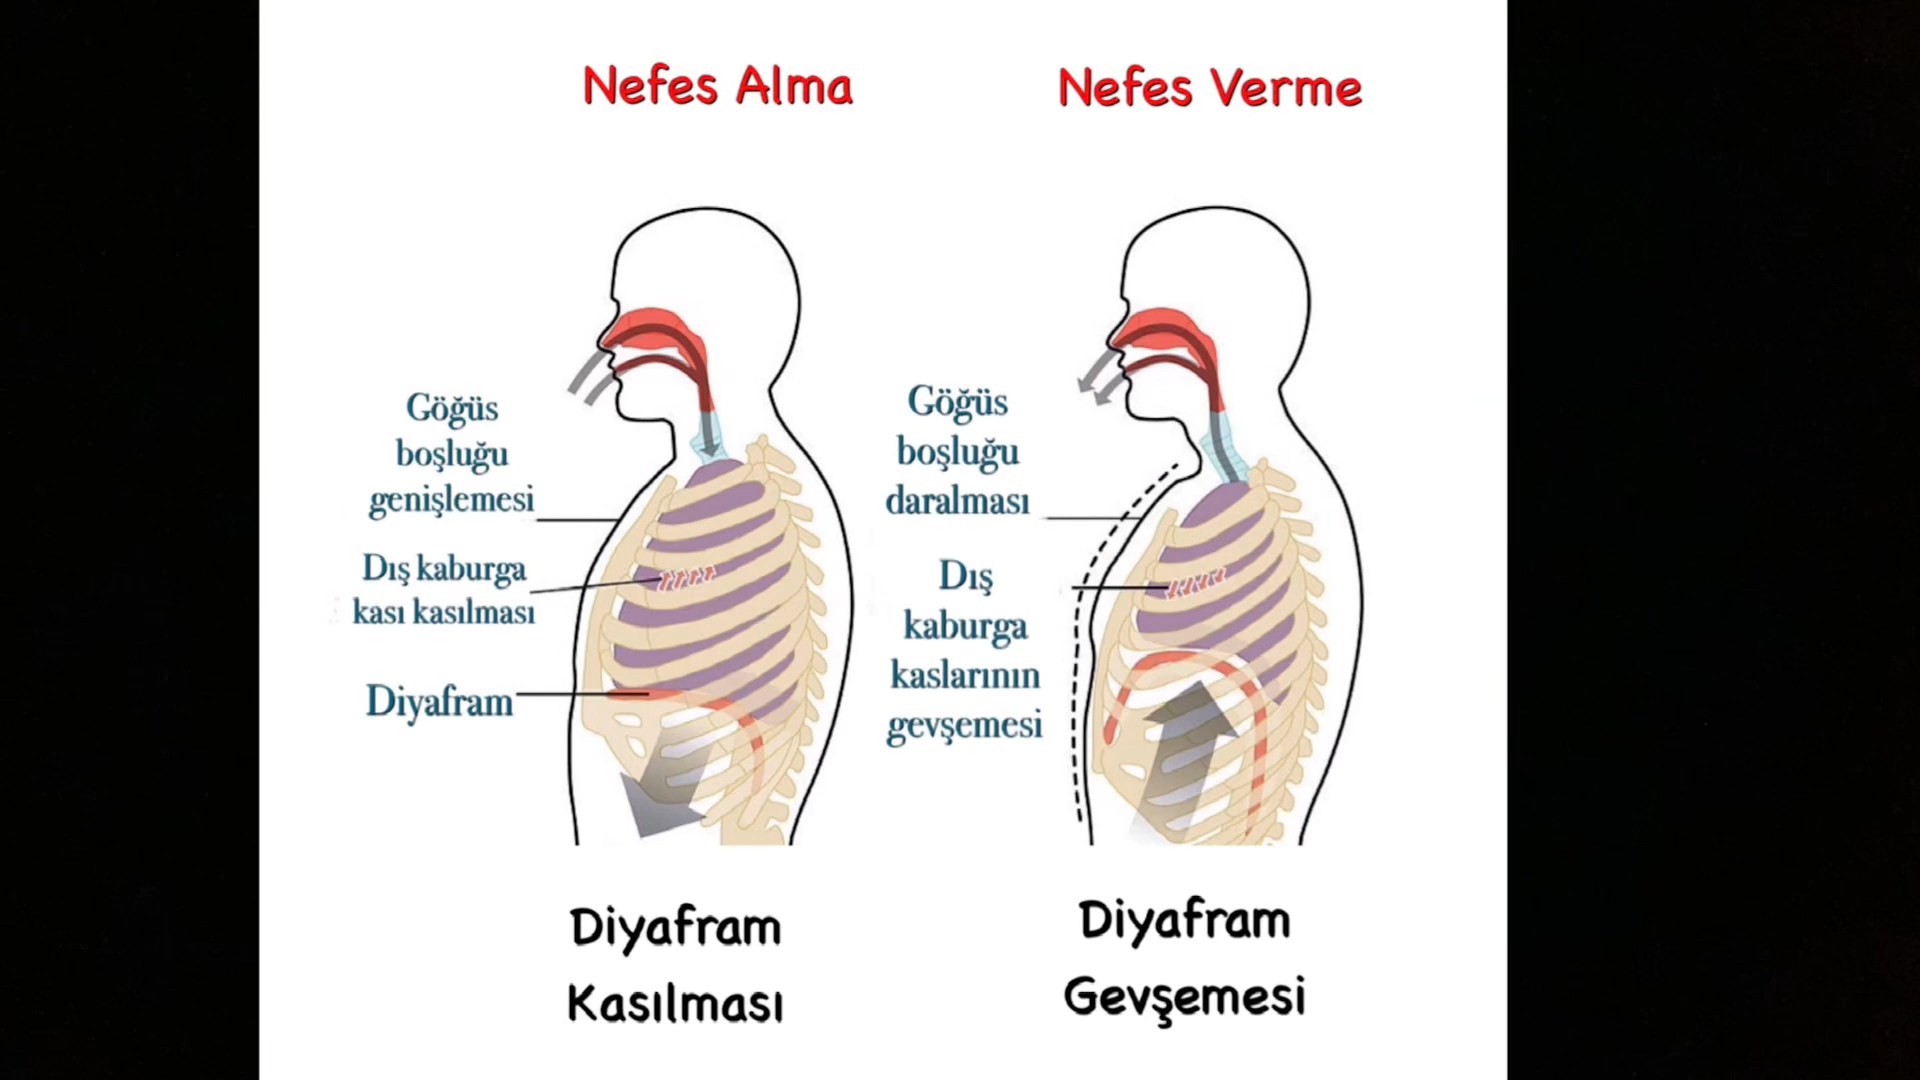 Nefes Alma
Göğüs
boşluğu
genişlemesi
Dış kaburga
kası kasılması
Diyafram
Diyafram
Kasılması
Nefes Verme
Göğüs
boşluğu
daralması
Dış
kaburga
kaslarının
gevşemesi
Diyafram
Gevşemesi